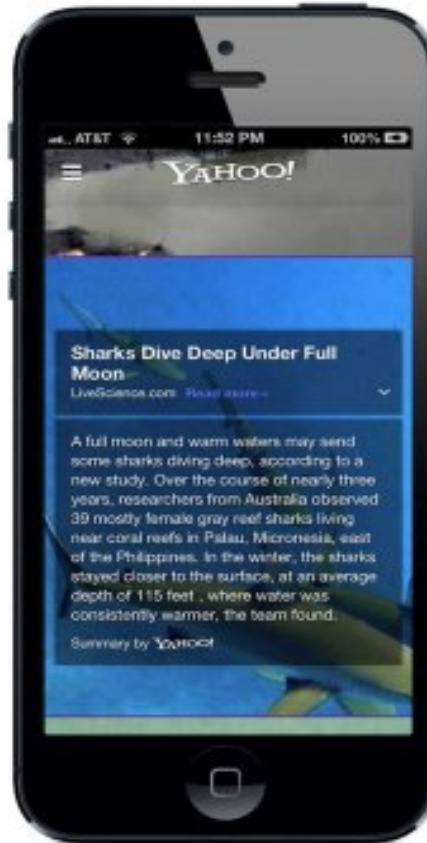 AT&T 11:52 PM 100%
YAHOO!
Sharks Dive Deep Under Full
Moon
LiveScience.com Read more »
A full moon and warm waters may send
some sharks diving deep, according to a
new study. Over the course of nearly three
years, researchers from Australia observed
39 mostly female gray reef sharks living
near coral reefs in Palau, Micronesia, east
of the Philippines. In the winter, the sharks
stayed closer to the surface, at an average
depth of 115 feet , where water was
consistently warmer, the team found.
Summary by YAHOO!